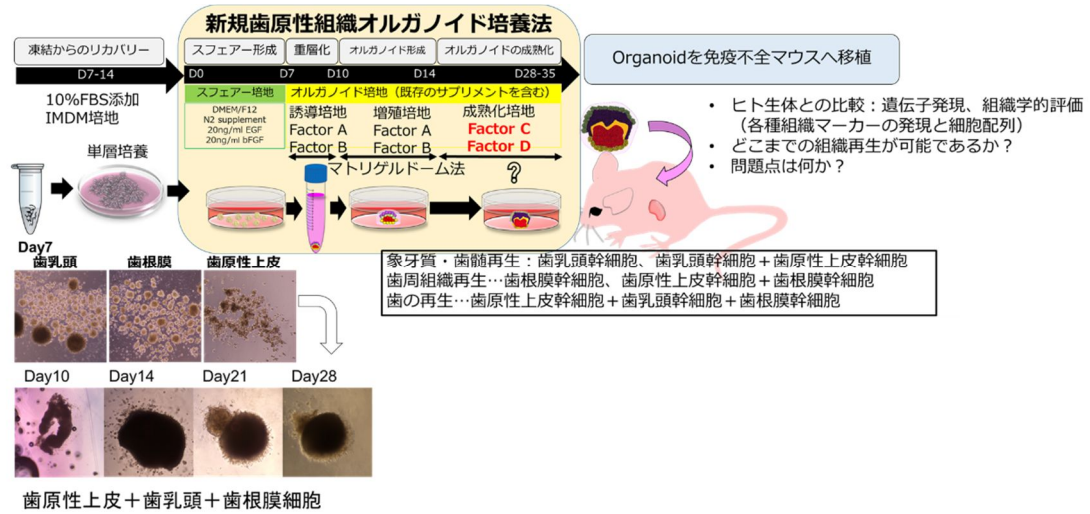 新規歯原性組織オルガノイド培養法
凍結からのリカバリー
D7-14
10%FBS添加
IMDM培地
単層培養
スフェアー形成
重層化
オルガノイド形成
オルガノイドの成熟化
D0
D7
D10
D14
D28-35
スフェアー培地
オルガノイド培地(既存のサプリメントを含む)
DMEM/F12
N2 supplement
20ng/ml EGF
20ng/ml bFGF
誘導培地
Factor A
Factor B
増殖培地
Factor A
Factor B
成熟化培地
Factor C
Factor D
マトリゲルドーム法
?
Organoidを免疫不全マウスへ移植
• ヒト生体との比較:遺伝子発現、組織学的評価
(各種組織マーカーの発現と細胞配列)
• どこまでの組織再生が可能であるか?
• 問題点は何か?
象牙質・歯髄再生:歯乳頭幹細胞、歯乳頭幹細胞+歯原性上皮幹細胞
歯周組織再生…歯根膜幹細胞、歯原性上皮幹細胞+歯根膜幹細胞
歯の再生…歯原性上皮幹細胞+歯乳頭幹細胞+歯根膜幹細胞
Day7
歯乳頭
歯根膜
歯原性上皮
Day10
Day14
Day21
Day28
歯原性上皮+歯乳頭+歯根膜細胞